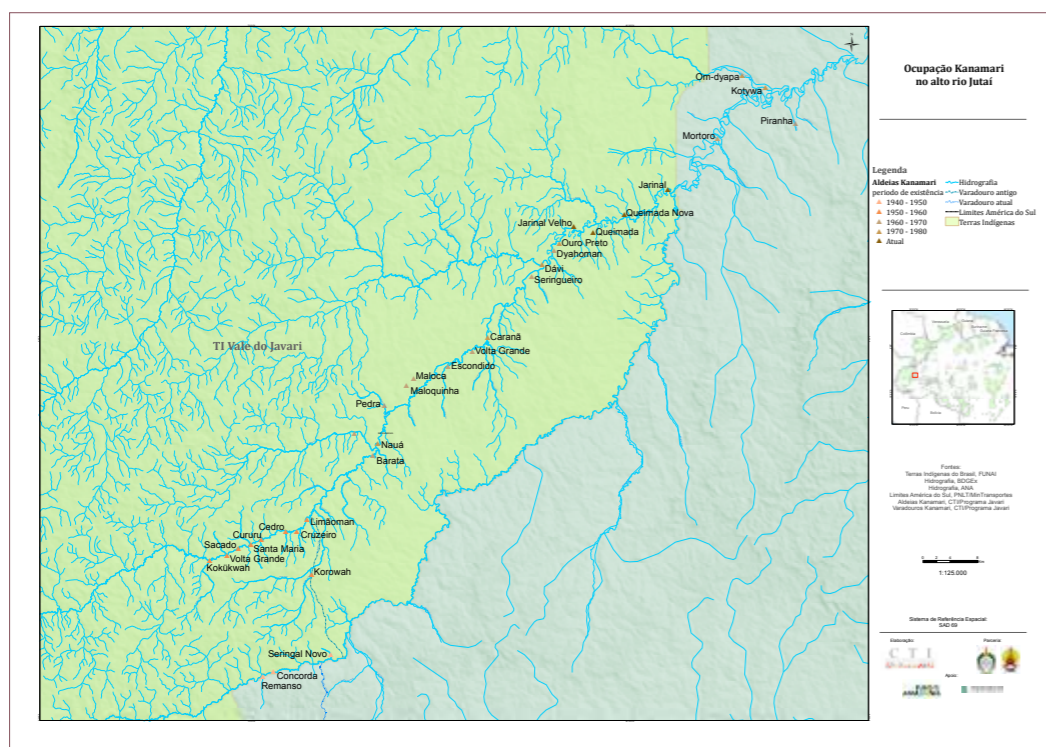 Ocupação Kanamari
no alto rio Jutaí
Legenda
Aldeias Kanamari
período de existência
1940 - 1950
1950 - 1960
1960 - 1970
1970 - 1980
Atual
Hidrografia
Varadouro antigo
Varadouro atual
Limites América do Sul
Terras Indígenas
Om-dyapa
Kotywa
Piranha
Mortoro
Jarinal
Queimada Nova
Jarinal Velho
Queimada
Ouro Preto
Dyahoman
Davi
Seringueiro
Caranã
TI Vale do Javari
Volta Grande
Escondido
Maloca
Maloquinha
Pedra
Nauá
Barata
Limãoman
Cedro
Cruzeiro
Cururu
Sacado
Santa Maria
Volta Grande
Kokükwah
Korowah
Seringal Novo
Concorda
Remanso
Fontes:
Terras Indígenas do Brasil, FUNAI
Hidrografia, BDGEx
Hidrografia, ANA
Limites América do Sul, PNLT/MinTransportes
Aldeias Kanamari, CTI/Programa Javari
Varadouros Kanamari, CTI/Programa Javari
1:125.000
Sistema de Referência Espacial:
SAD 69
Elaboração:
Parceria:
CTI
Apoio: